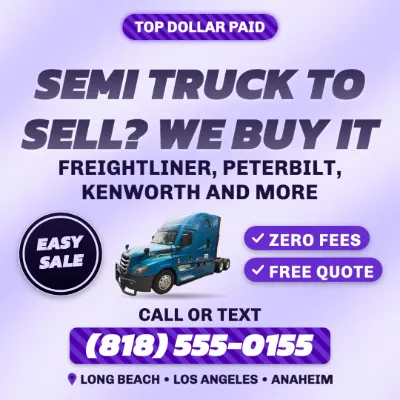 TOP DOLLAR PAID
SEMI TRUCK TO
SELL? WE BUY IT
FREIGHTLINER, PETERBILT,
KENWORTH AND MORE
EASY
SALE
✓ ZERO FEES
✓ FREE QUOTE
CALL OR TEXT
(818) 555-0155
LONG BEACH • LOS ANGELES • ANAHEIM